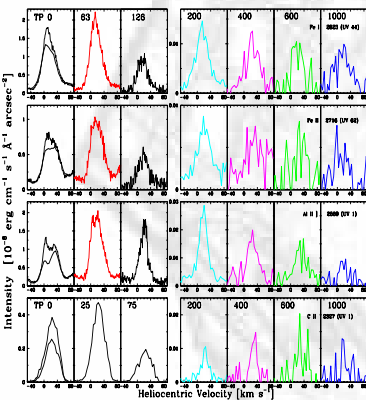 TP 0 63 126 200 400 600 1000
Fe I 2823 (UV 44)
Fe II 2716 (UV 62)
Al II ] 2669 (UV 1)
TP 0 25 75 200 400 600 1000
C II 2327 (UV 1)
Intensity [10⁻⁸ erg cm⁻¹ s⁻¹ Å⁻¹ arcsec⁻²]
Heliocentric Velocity [km s⁻¹]